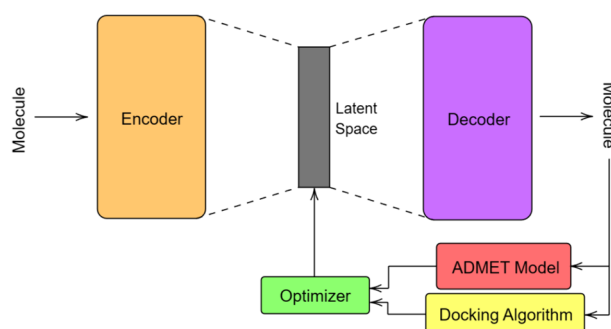 Molecule
Encoder
Latent
Space
Decoder
Molecule
ADMET Model
Optimizer
Docking Algorithm